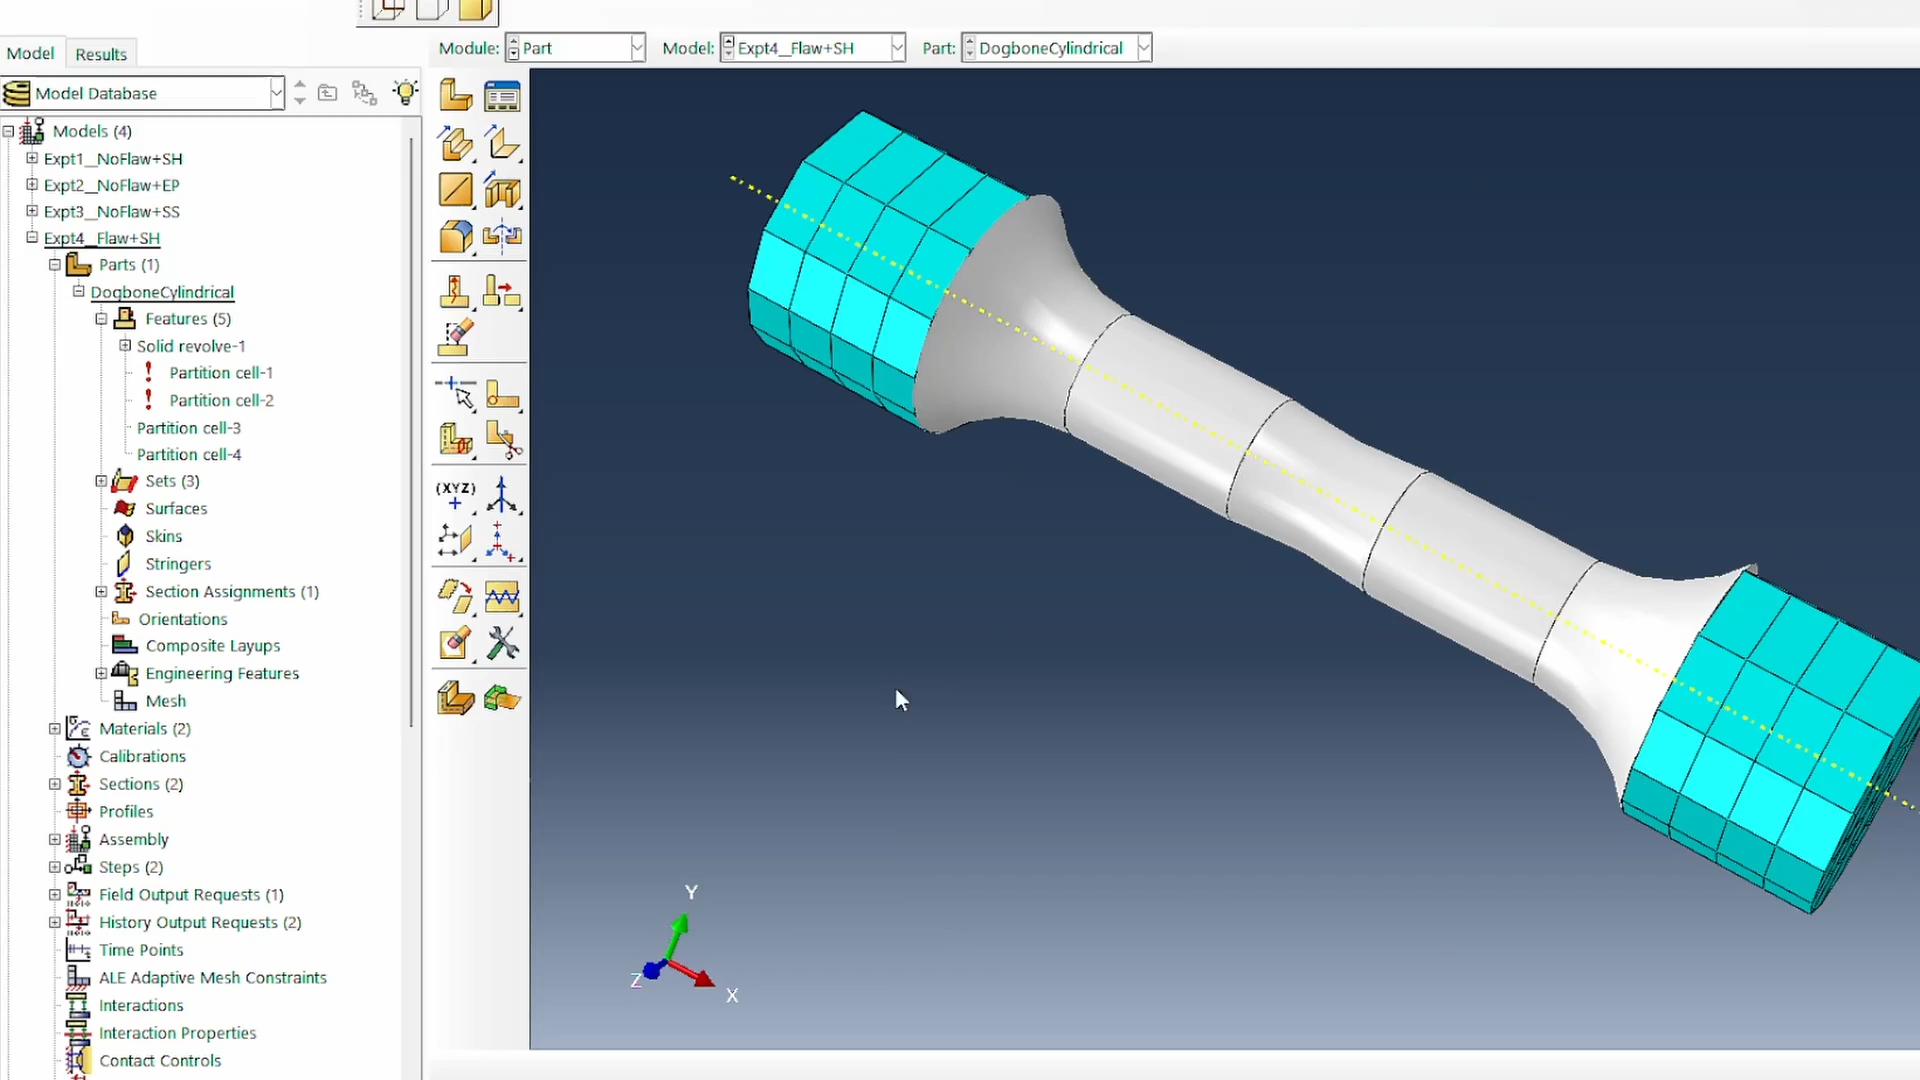 Model Results
Module: Part Model: Expt4_Flaw+SH Part: DogboneCylindrical
Model Database
Models (4)
Expt1_NoFlaw+SH
Expt2_NoFlaw+EP
Expt3_NoFlaw+SS
Expt4_Flaw+SH
Parts (1)
DogboneCylindrical
Features (5)
Solid revolve-1
Partition cell-1
Partition cell-2
Partition cell-3
Partition cell-4
Sets (3)
Surfaces
Skins
Stringers
Section Assignments (1)
Orientations
Composite Layups
Engineering Features
Mesh
Materials (2)
Calibrations
Sections (2)
Profiles
Assembly
Steps (2)
Field Output Requests (1)
History Output Requests (2)
Time Points
ALE Adaptive Mesh Constraints
Interactions
Interaction Properties
Contact Controls
(XYZ)
Y
Z
X